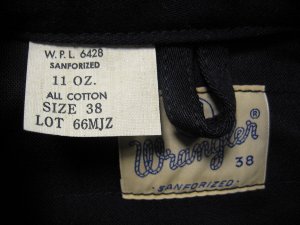 W.P.L. 6428
SANFORIZED
11 OZ.
ALL COTTON
SIZE 38
LOT 66MJZ
Wrangler®
38
·SANFORIZED·